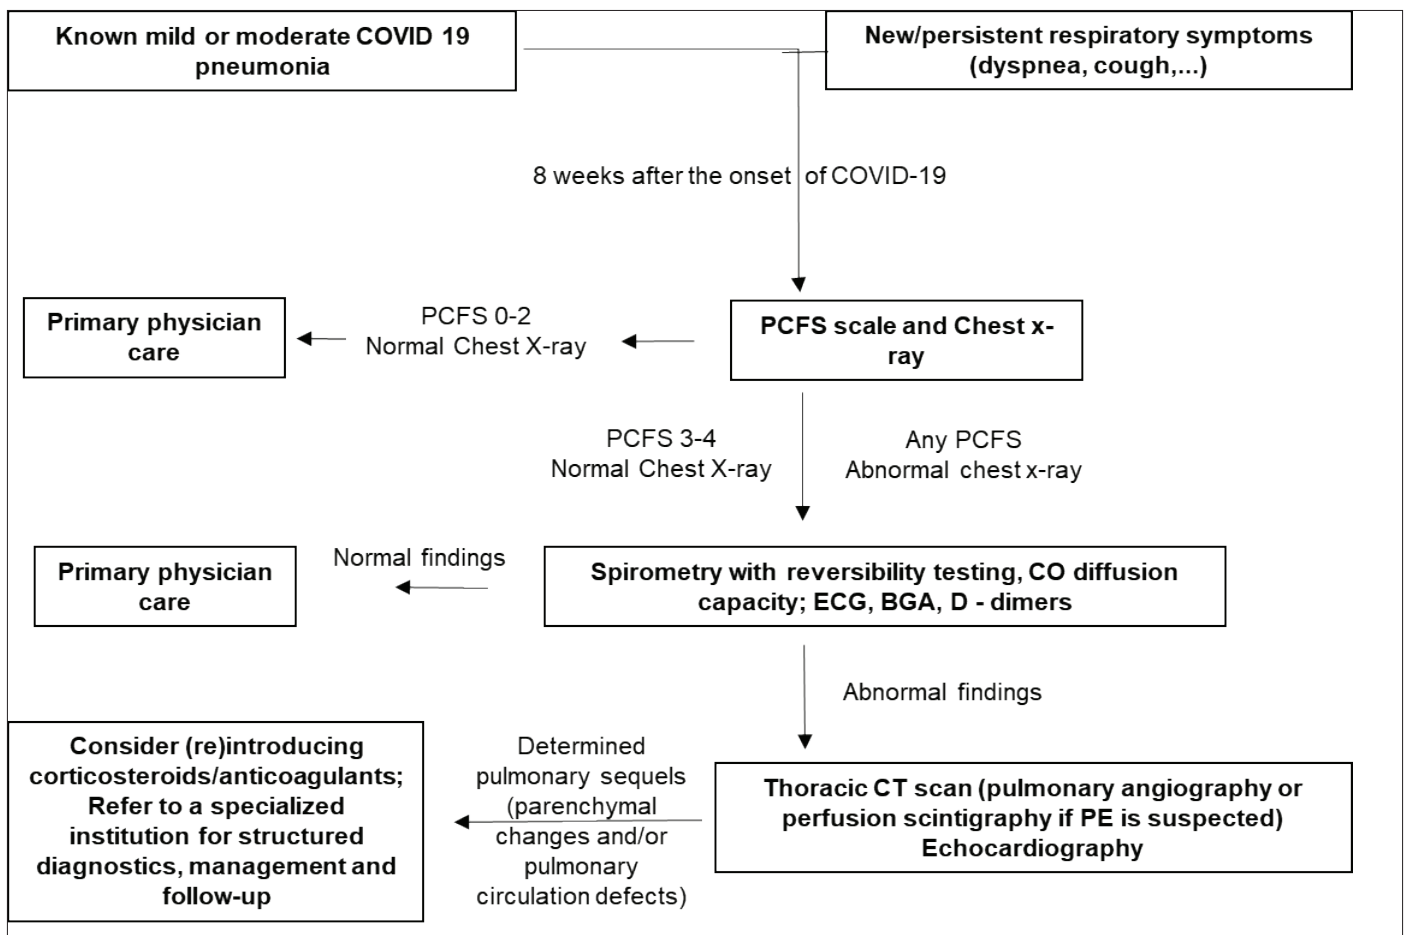 Known mild or moderate COVID 19
pneumonia
New/persistent respiratory symptoms
(dyspnea, cough,...)
8 weeks after the onset of COVID-19
Primary physician
care
PCFS 0-2
Normal Chest X-ray
PCFS scale and Chest x-
ray
PCFS 3-4
Normal Chest X-ray
Any PCFS
Abnormal chest x-ray
Primary physician
care
Normal findings
Spirometry with reversibility testing, CO diffusion
capacity; ECG, BGA, D - dimers
Abnormal findings
Consider (re)introducing
corticosteroids/anticoagulants;
Refer to a specialized
institution for structured
diagnostics, management and
follow-up
Determined
pulmonary sequels
(parenchymal
changes and/or
pulmonary
circulation defects)
Thoracic CT scan (pulmonary angiography or
perfusion scintigraphy if PE is suspected)
Echocardiography